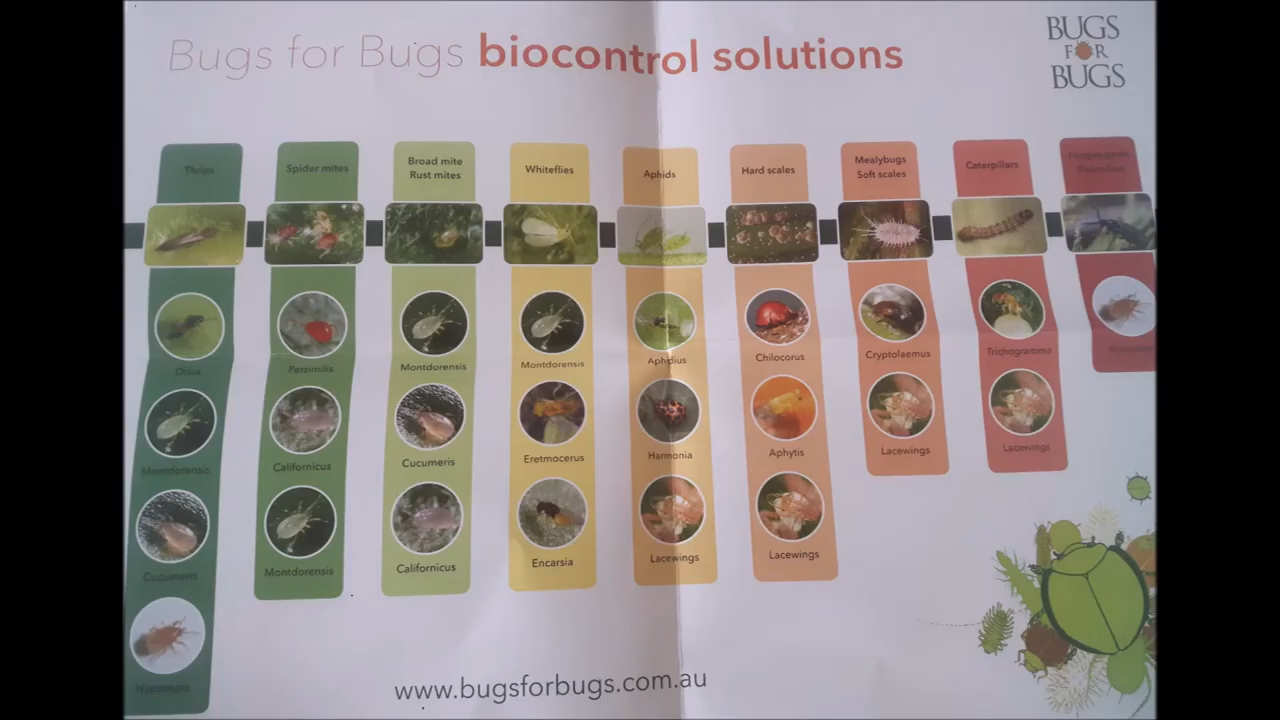 Bugs for Bugs biocontrol solutions
BUGS
FOR
BUGS
Thrips
Spider mites
Broad mite
Rust mites
Whiteflies
Aphids
Hard scales
Mealybugs
Soft scales
Caterpillars
Orius
Montdorensis
Cucumeris
Hypoaspis
Persimilis
Californicus
Montdorensis
Montdorensis
Cucumeris
Californicus
Montdorensis
Eretmocerus
Encarsia
Aphidius
Harmonia
Lacewings
Chilocorus
Aphytis
Lacewings
Cryptolaemus
Lacewings
Trichogramma
Lacewings
www.bugsforbugs.com.au